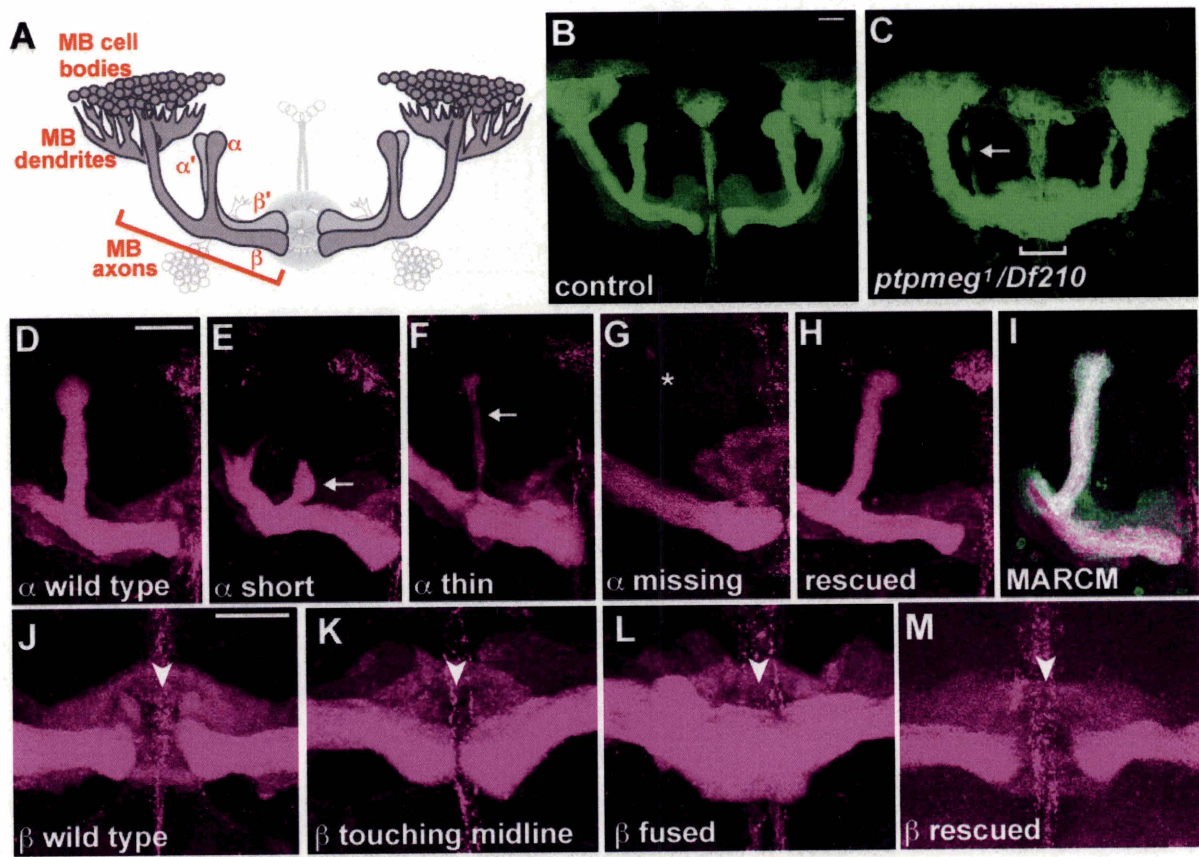 A
MB cell
bodies
MB
dendrites
α
α'
β'
β
MB
axons
B
control
C
ptpmeg¹/Df210
D
α wild type
E
α short
F
α thin
G
*
α missing
H
rescued
I
MARCM
J
β wild type
K
β touching midline
L
β fused
M
β rescued